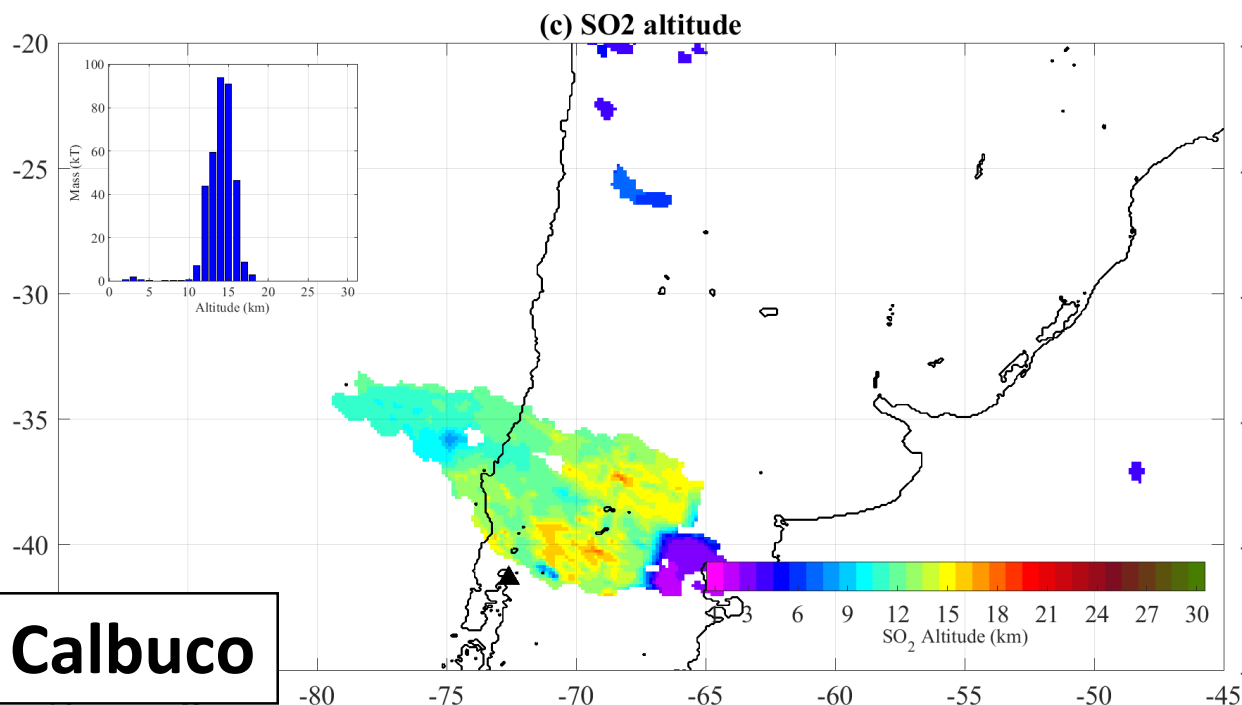 (c) SO2 altitude
-20
-25
-30
-35
-40
100
80
60
40
20
0
Mass (kT)
0 5 10 15 20 25 30
Altitude (km)
3 6 9 12 15 18 21 24 27 30
SO2 Altitude (km)
Calbuco
-80 -75 -70 -65 -60 -55 -50 -45